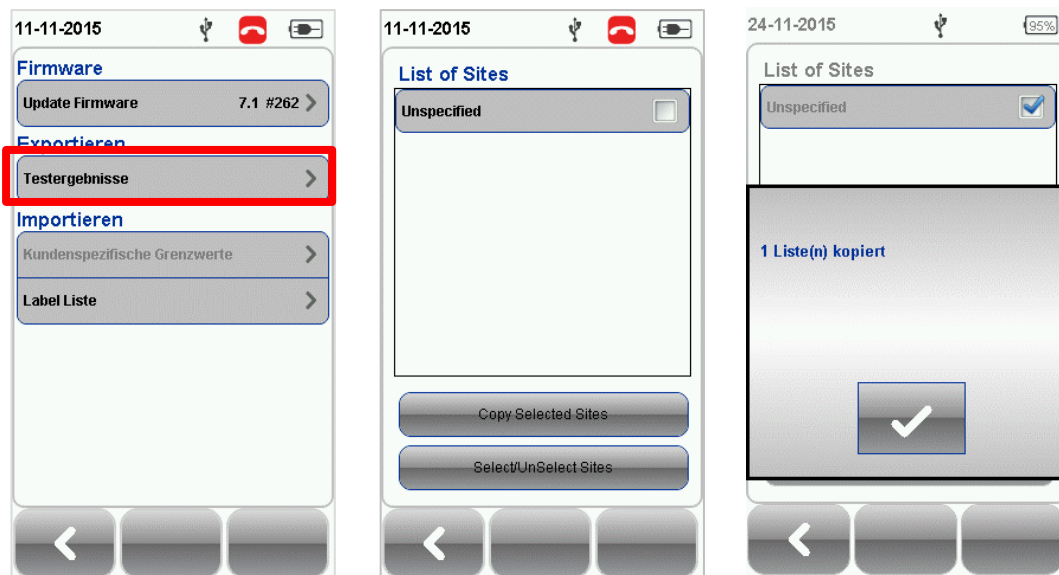 11-11-2015
Firmware
Update Firmware 7.1 #262
Exportieren
Testergebnisse
Importieren
Kundenspezifische Grenzwerte
Label Liste
11-11-2015
List of Sites
Unspecified
Copy Selected Sites
Select/UnSelect Sites
24-11-2015 95%
List of Sites
Unspecified
1 Liste(n) kopiert